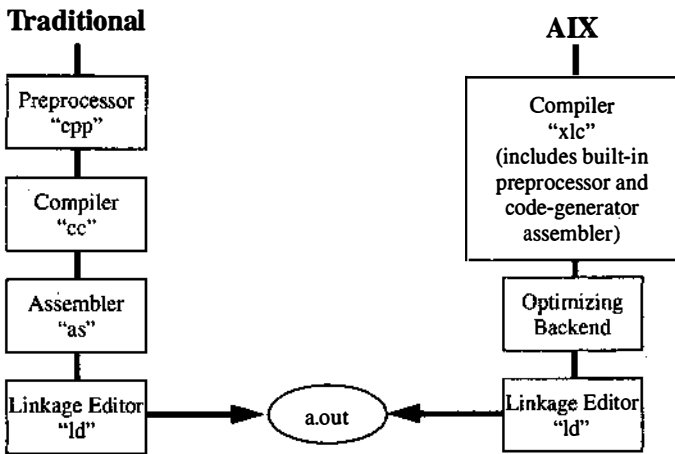 Traditional
Preprocessor
“cpp”
Compiler
“cc”
Assembler
“as”
Linkage Editor
“ld”
a.out
AIX
Compiler
“xlc”
(includes built-in
preprocessor and
code-generator
assembler)
Optimizing
Backend
Linkage Editor
“ld”